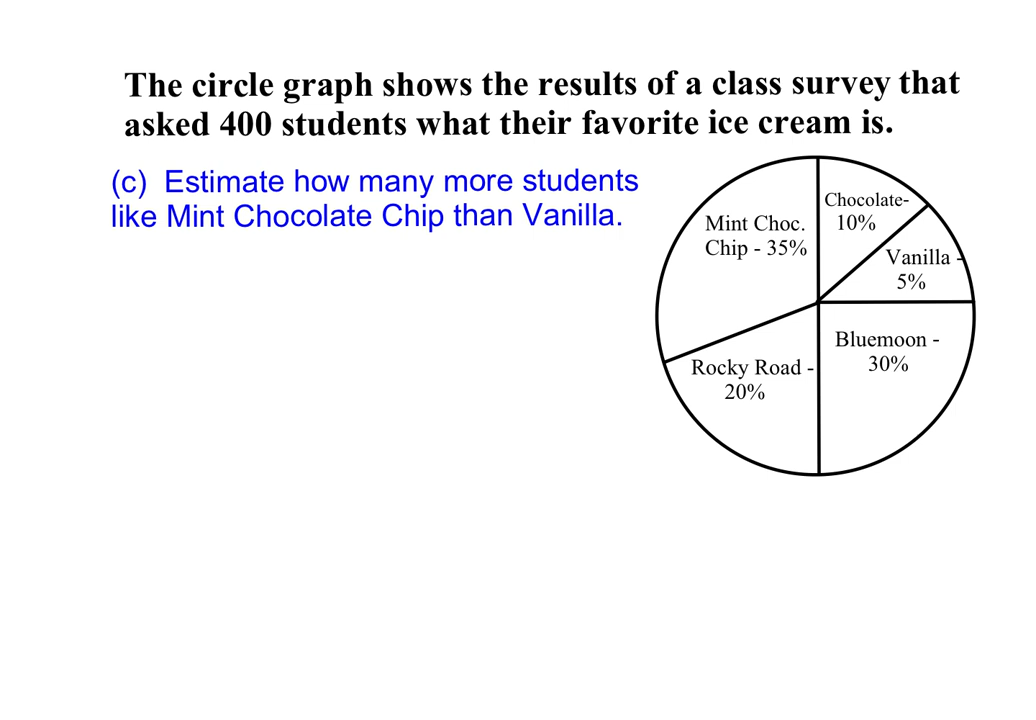 The circle graph shows the results of a class survey that
asked 400 students what their favorite ice cream is.
(c) Estimate how many more students
like Mint Chocolate Chip than Vanilla.
Mint Choc.
Chip - 35%
Chocolate-
10%
Vanilla -
5%
Bluemoon -
30%
Rocky Road -
20%